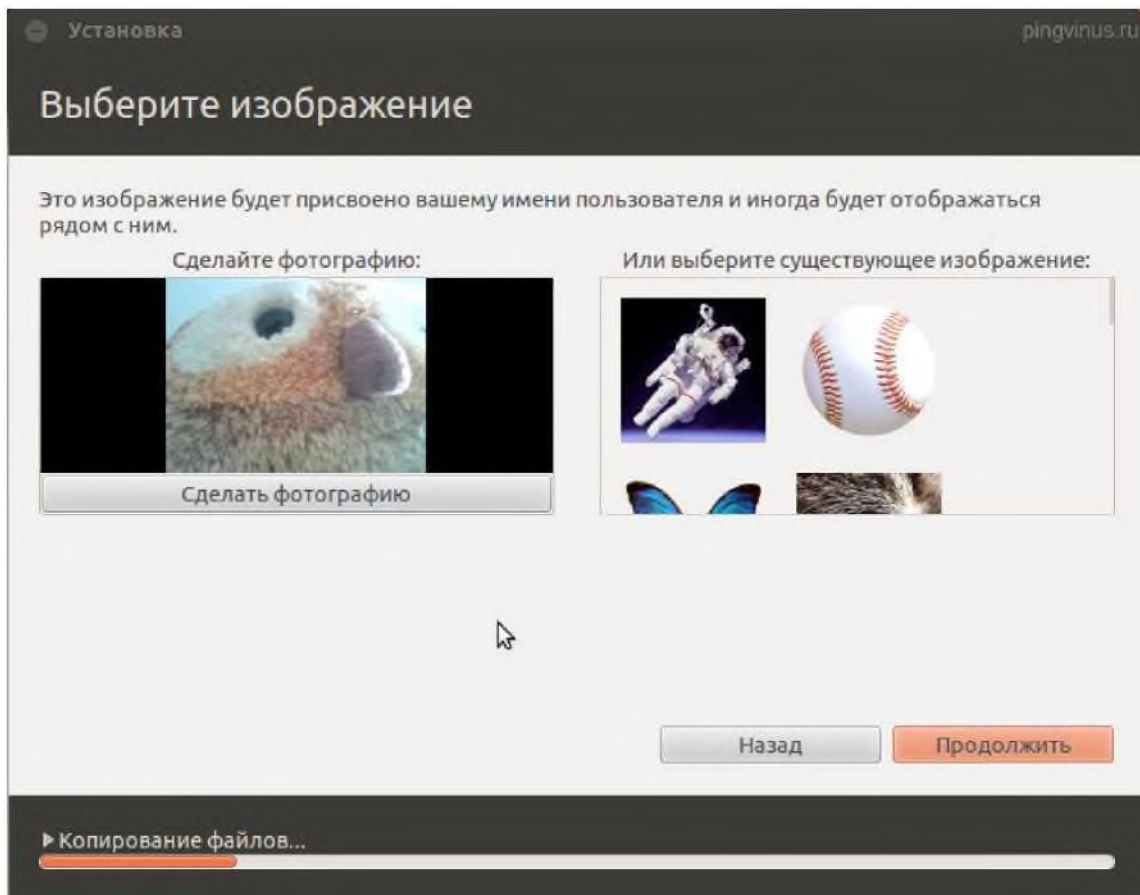 Установка
pingvinus.ru
Выберите изображение
Это изображение будет присвоено вашему имени пользователя и иногда будет отображаться
рядом с ним.
Сделайте фотографию:
Или выберите существующее изображение:
Сделать фотографию
Назад
Продолжить
Копирование файлов...